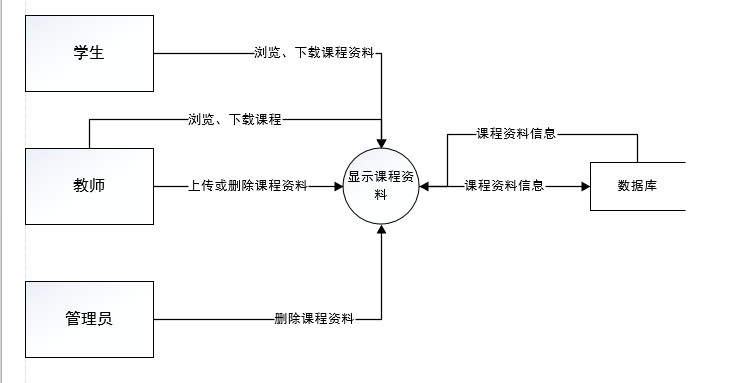 学生
浏览、下载课程资料
浏览、下载课程
课程资料信息
教师
上传或删除课程资料
显示课程资
料
课程资料信息
数据库
管理员
删除课程资料